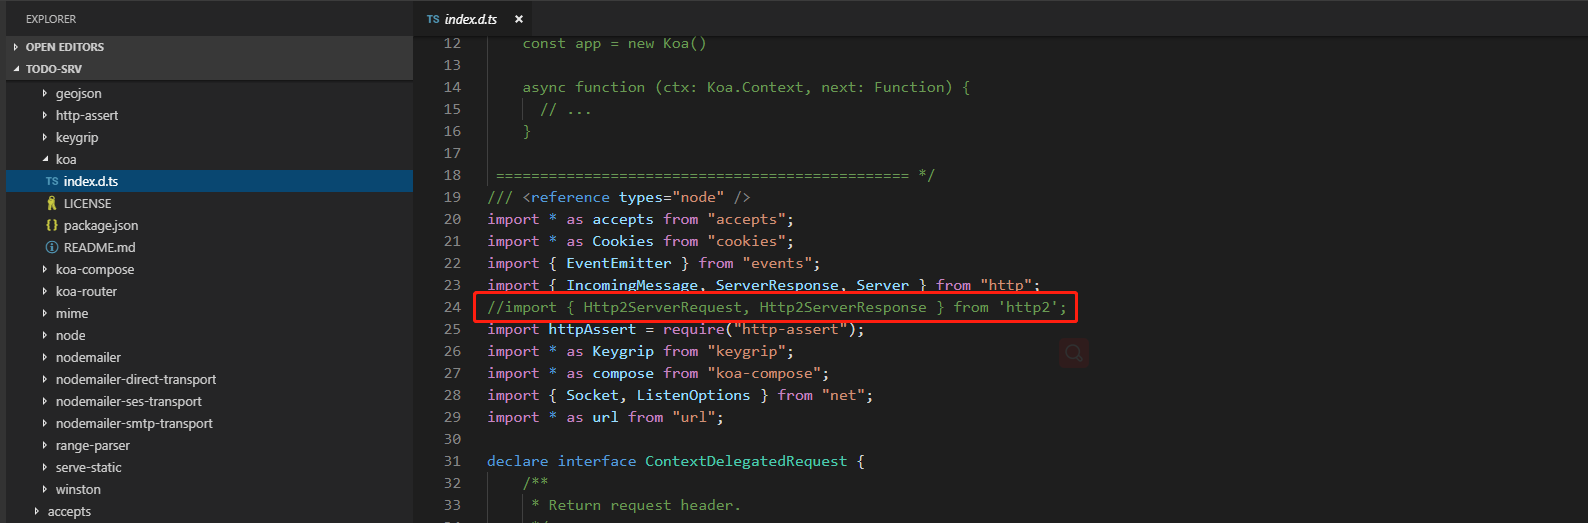 EXPLORER
OPEN EDITORS
TODO-SRV
geojson
http-assert
keygrip
koa
TS index.d.ts
LICENSE
{} package.json
README.md
koa-compose
koa-router
mime
node
nodemailer
nodemailer-direct-transport
nodemailer-ses-transport
nodemailer-smtp-transport
range-parser
serve-static
winston
accepts
TS index.d.ts ×
12 const app = new Koa()
13
14 async function (ctx: Koa.Context, next: Function) {
15 // ...
16 }
17
18 =============================================== */
19 /// <reference types="node" />
20 import * as accepts from "accepts";
21 import * as Cookies from "cookies";
22 import { EventEmitter } from "events";
23 import { IncomingMessage, ServerResponse, Server } from "http";
24 //import { Http2ServerRequest, Http2ServerResponse } from 'http2';
25 import httpAssert = require("http-assert");
26 import * as Keygrip from "keygrip";
27 import * as compose from "koa-compose";
28 import { Socket, ListenOptions } from "net";
29 import * as url from "url";
30
31 declare interface ContextDelegatedRequest {
32 /**
33 * Return request header.